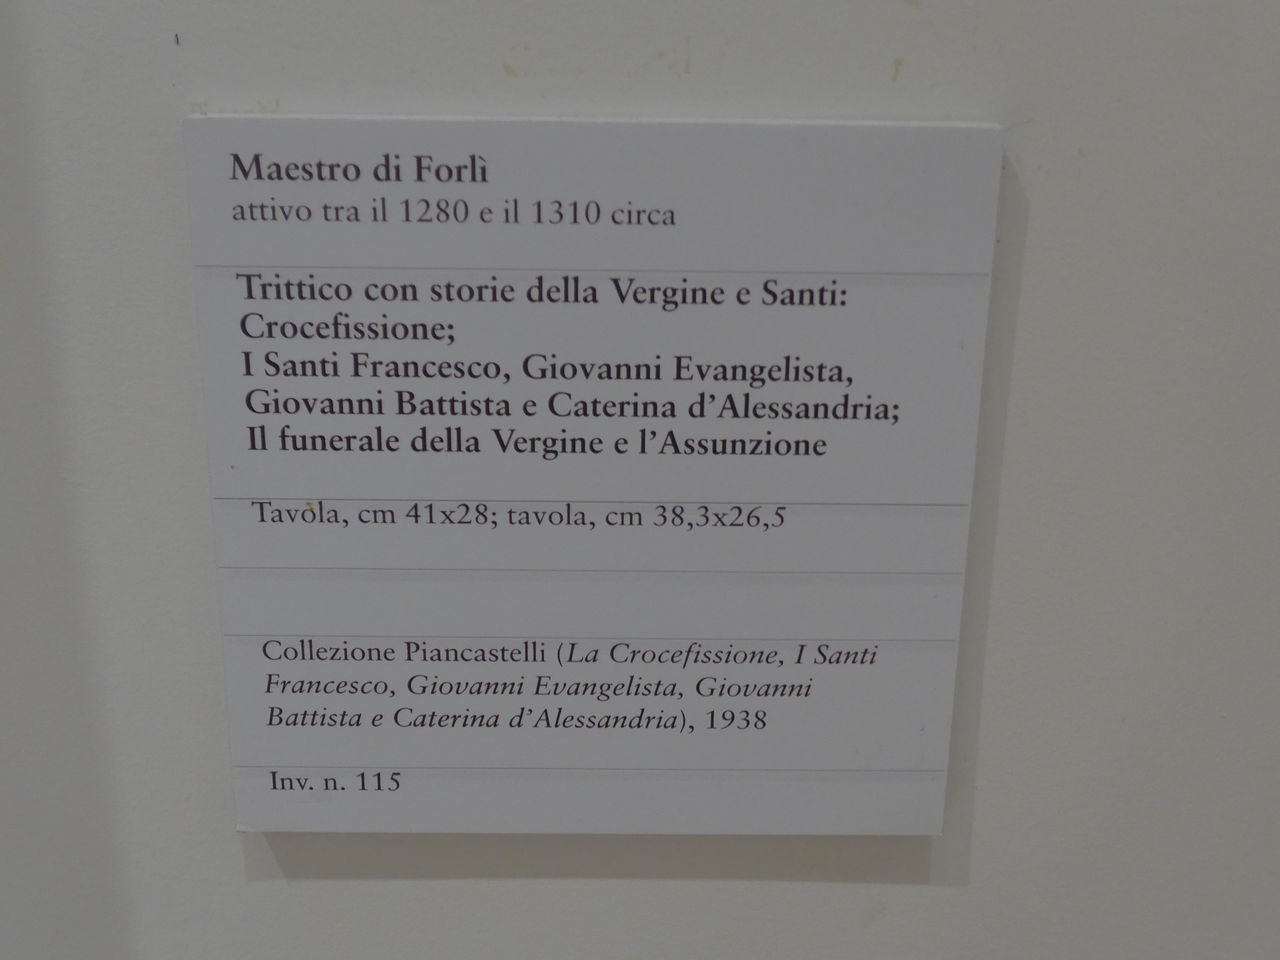 Maestro di Forlì
attivo tra il 1280 e il 1310 circa
Trittico con storie della Vergine e Santi:
Crocefissione;
I Santi Francesco, Giovanni Evangelista,
Giovanni Battista e Caterina d'Alessandria;
Il funerale della Vergine e l'Assunzione
Tavola, cm 41x28; tavola, cm 38,3x26,5
Collezione Piancastelli (La Crocefissione, I Santi
Francesco, Giovanni Evangelista, Giovanni
Battista e Caterina d'Alessandria), 1938
Inv. n. 115